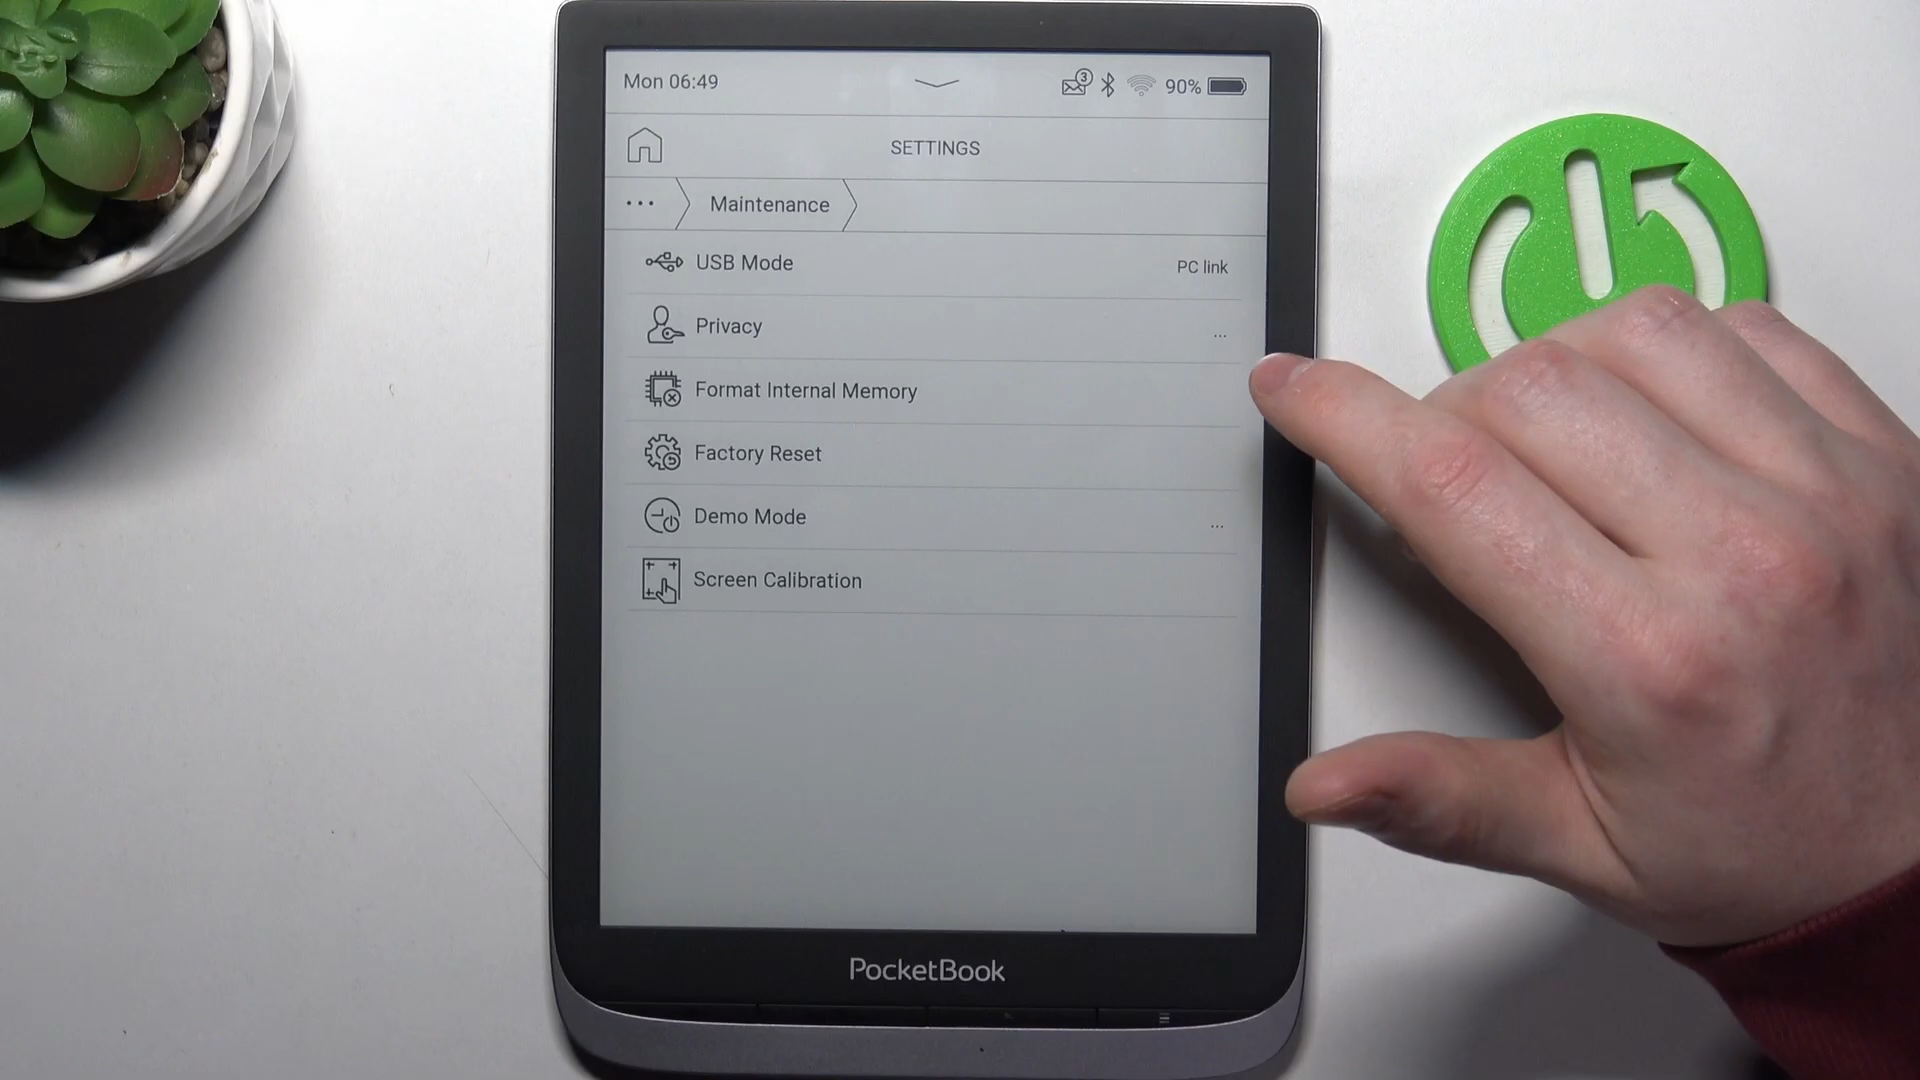 Mon 06:49
3
90%
SETTINGS
... Maintenance
USB Mode PC link
Privacy ...
Format Internal Memory
Factory Reset
Demo Mode ...
Screen Calibration
PocketBook